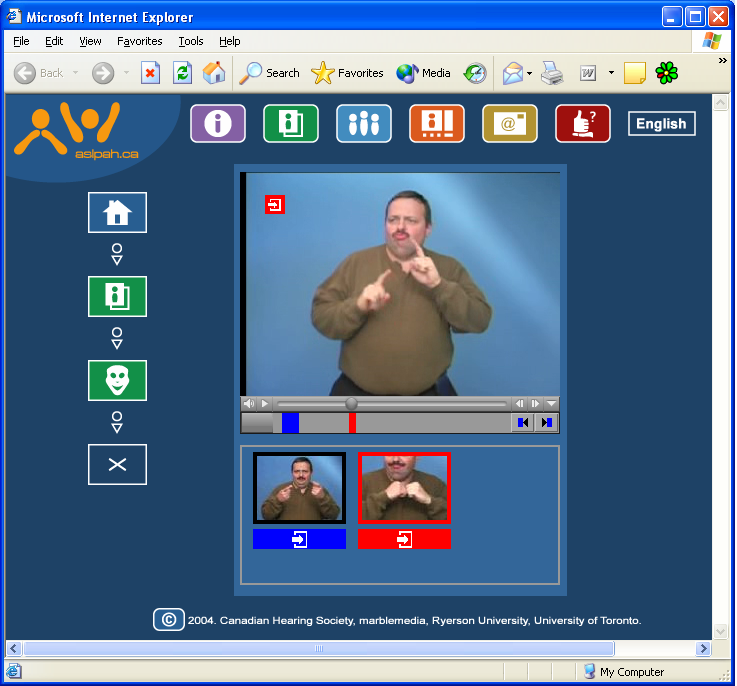 Microsoft Internet Explorer
File Edit View Favorites Tools Help
Back Search Favorites Media
aslpah.ca
@
?
English
© 2004. Canadian Hearing Society, marblemedia, Ryerson University, University of Toronto.
My Computer